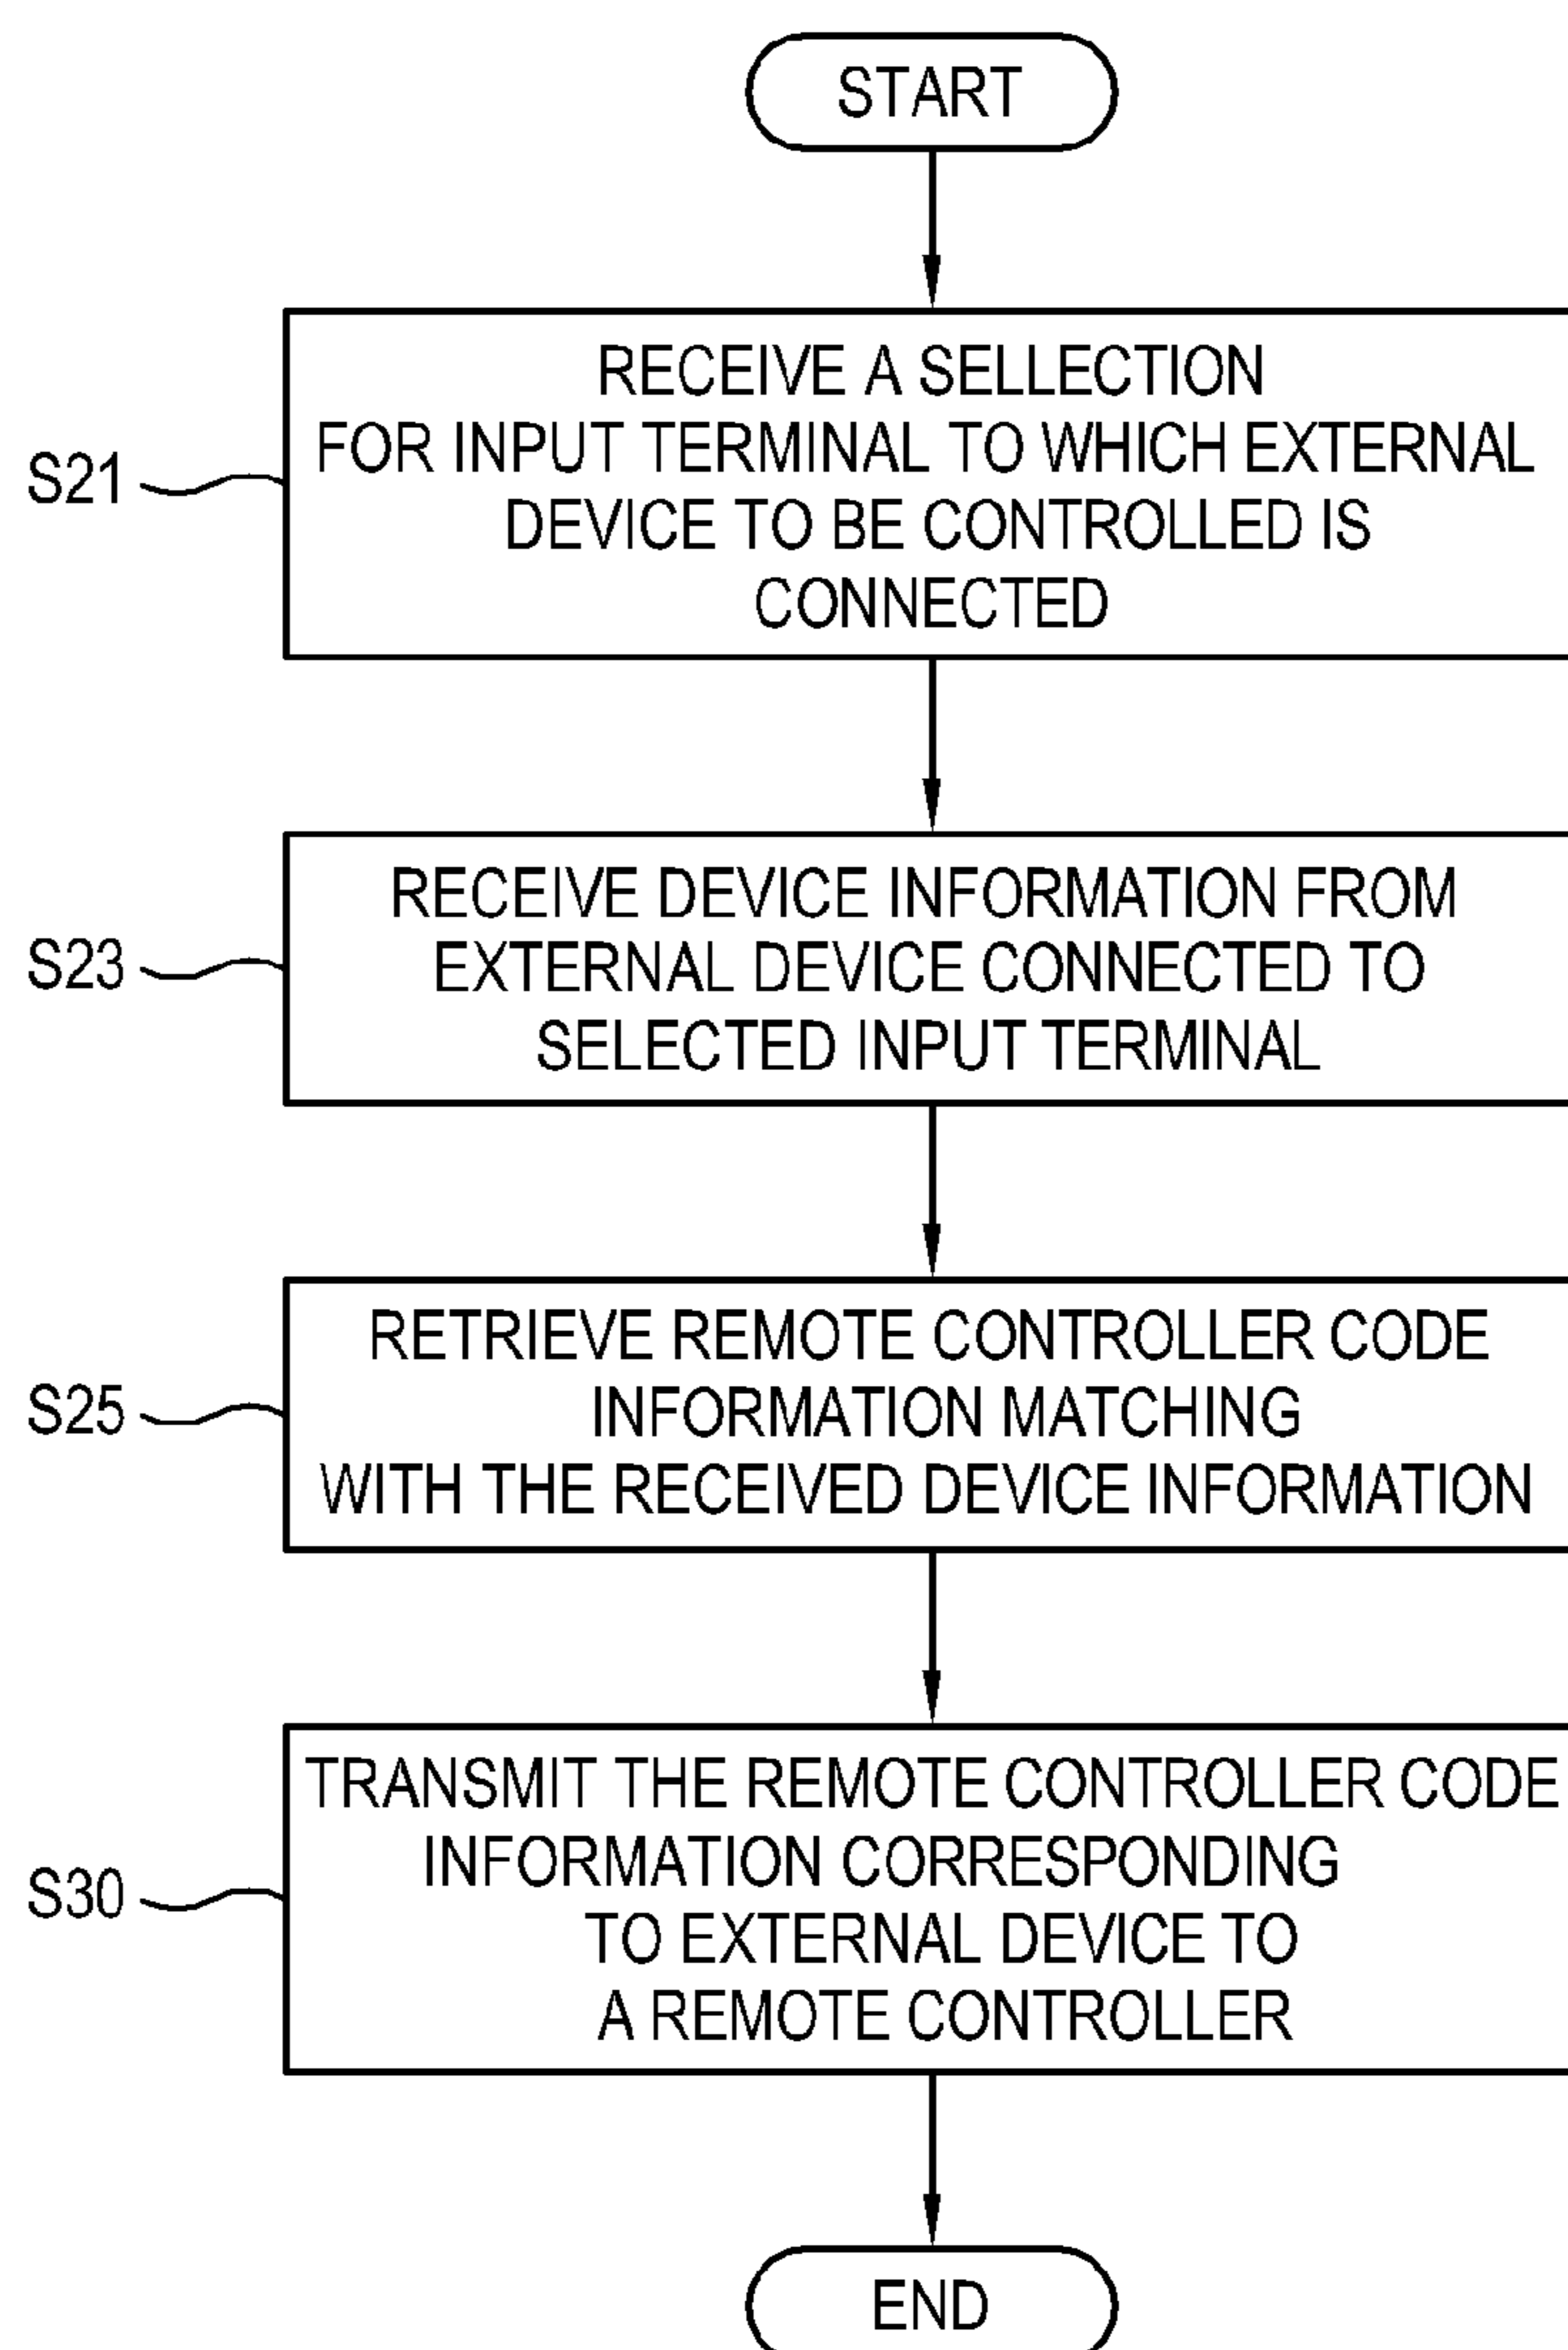 START
RECEIVE A SELLECTION
FOR INPUT TERMINAL TO WHICH EXTERNAL
DEVICE TO BE CONTROLLED IS
CONNECTED
S21
RECEIVE DEVICE INFORMATION FROM
EXTERNAL DEVICE CONNECTED TO
SELECTED INPUT TERMINAL
S23
RETRIEVE REMOTE CONTROLLER CODE
INFORMATION MATCHING
WITH THE RECEIVED DEVICE INFORMATION
S25
TRANSMIT THE REMOTE CONTROLLER CODE
INFORMATION CORRESPONDING
TO EXTERNAL DEVICE TO
A REMOTE CONTROLLER
S30
END